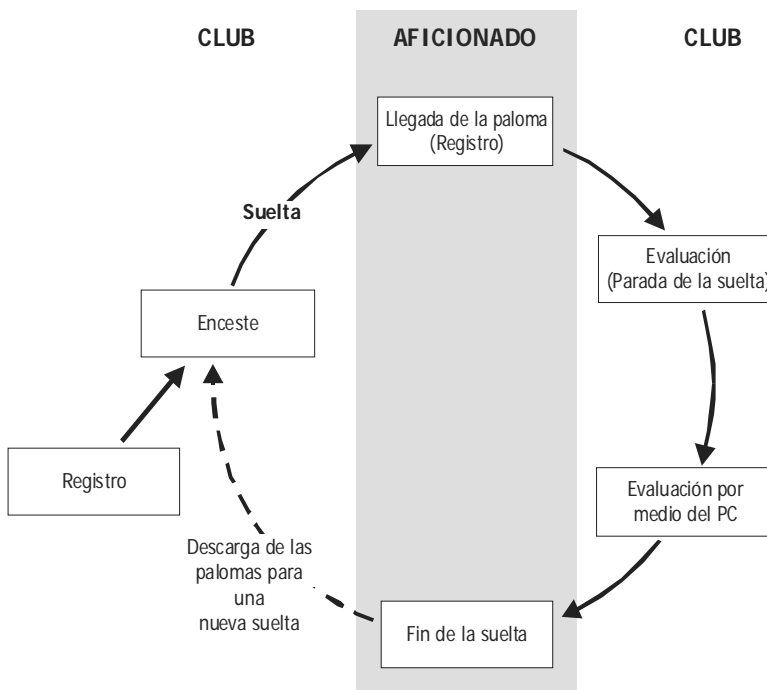 CLUB
AFICIONADO
CLUB
Llegada de la paloma
(Registro)
Suelta
Evaluación
(Parada de la suelta)
Enceste
Registro
Evaluación por
medio del PC
Descarga de las
palomas para
una
nueva suelta
Fin de la suelta